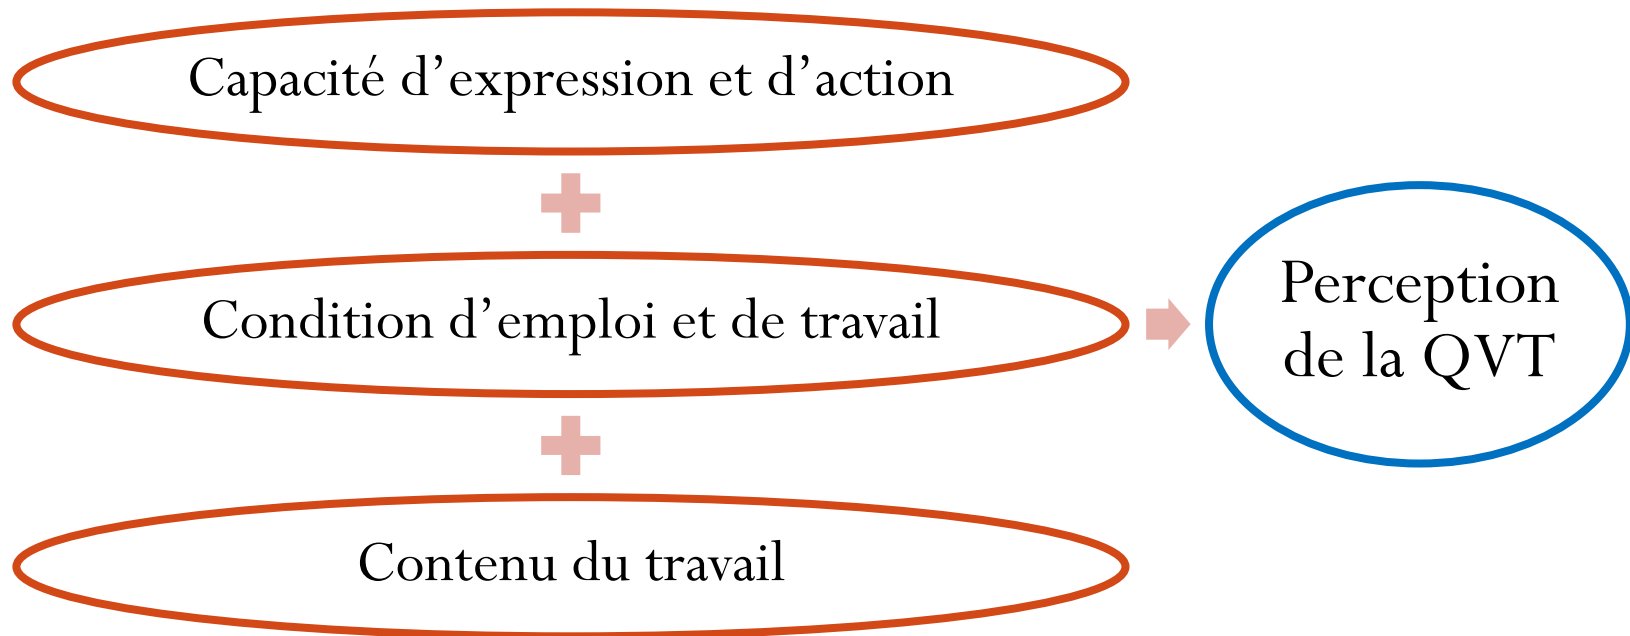 Capacité d’expression et d’action
Condition d’emploi et de travail
Perception
de la QVT
Contenu du travail